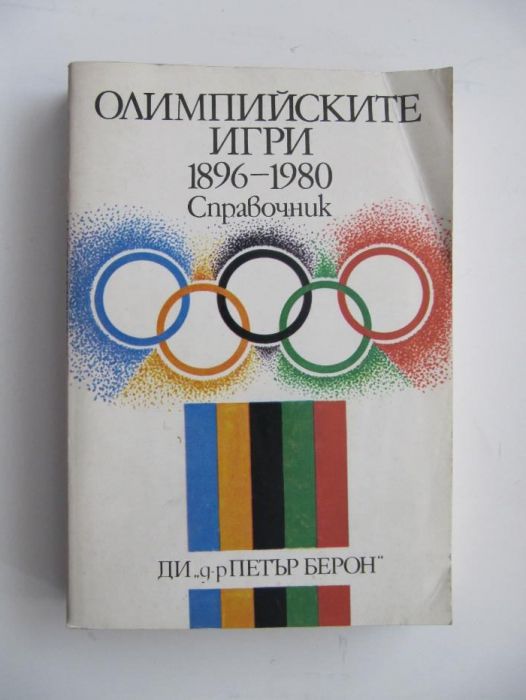 ОЛИМПИЙСКИТЕ
ИГРИ
1896–1980
Справочник
ДИ „д-р ПЕТЪР БЕРОН“